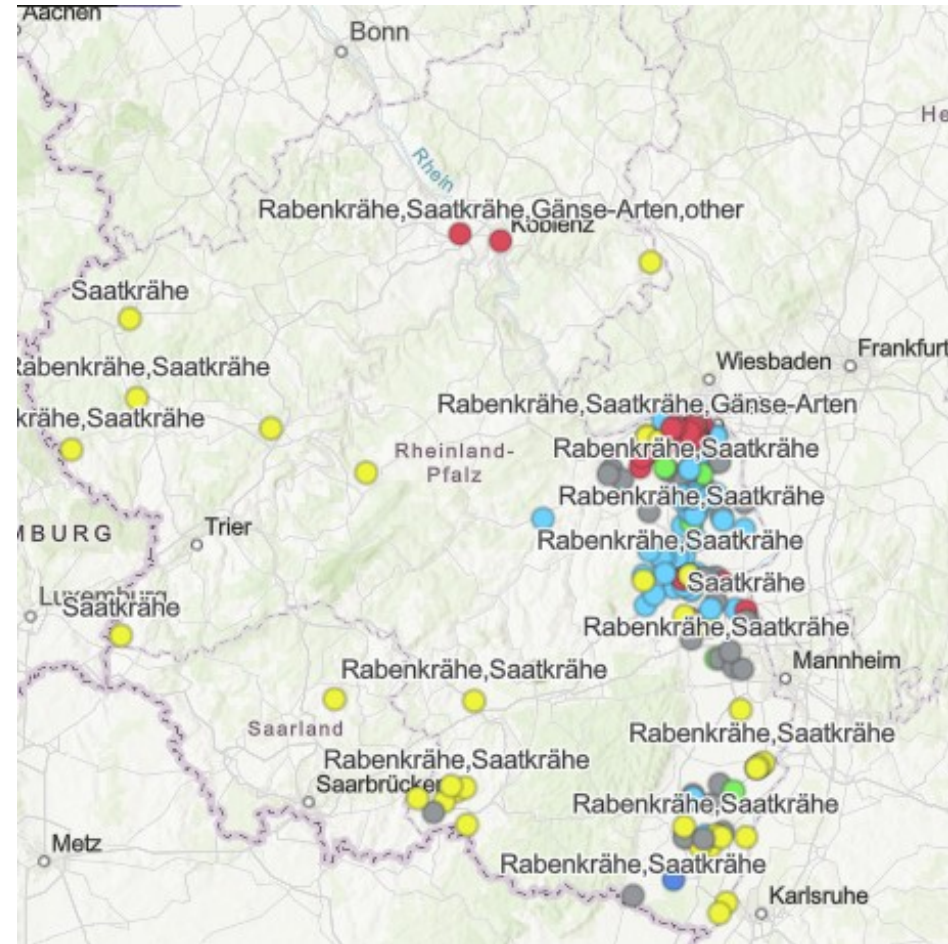 Aachen
Bonn
He
Rhein
Rabenkrähe,Saatkrähe,Gänse-Arten,other
Koblenz
Saatkrähe
Frankfurt
Wiesbaden
Rabenkrähe,Saatkrähe
Rabenkrähe,Saatkrähe,Gänse-Arten
krähe,Saatkrähe
Rheinland-
Pfalz
Rabenkrähe,Saatkrähe
Rabenkrähe,Saatkrähe
Trier
MBURG
Rabenkrähe,Saatkrähe
Saatkrähe
Luxemburg
Saatkrähe
Rabenkrähe,Saatkrähe
Mannheim
Rabenkrähe,Saatkrähe
Saarland
Rabenkrähe,Saatkrähe
Rabenkrähe,Saatkrähe
Saarbrücken
Rabenkrähe,Saatkrähe
Metz
Rabenkrähe,Saatkrähe
Karlsruhe